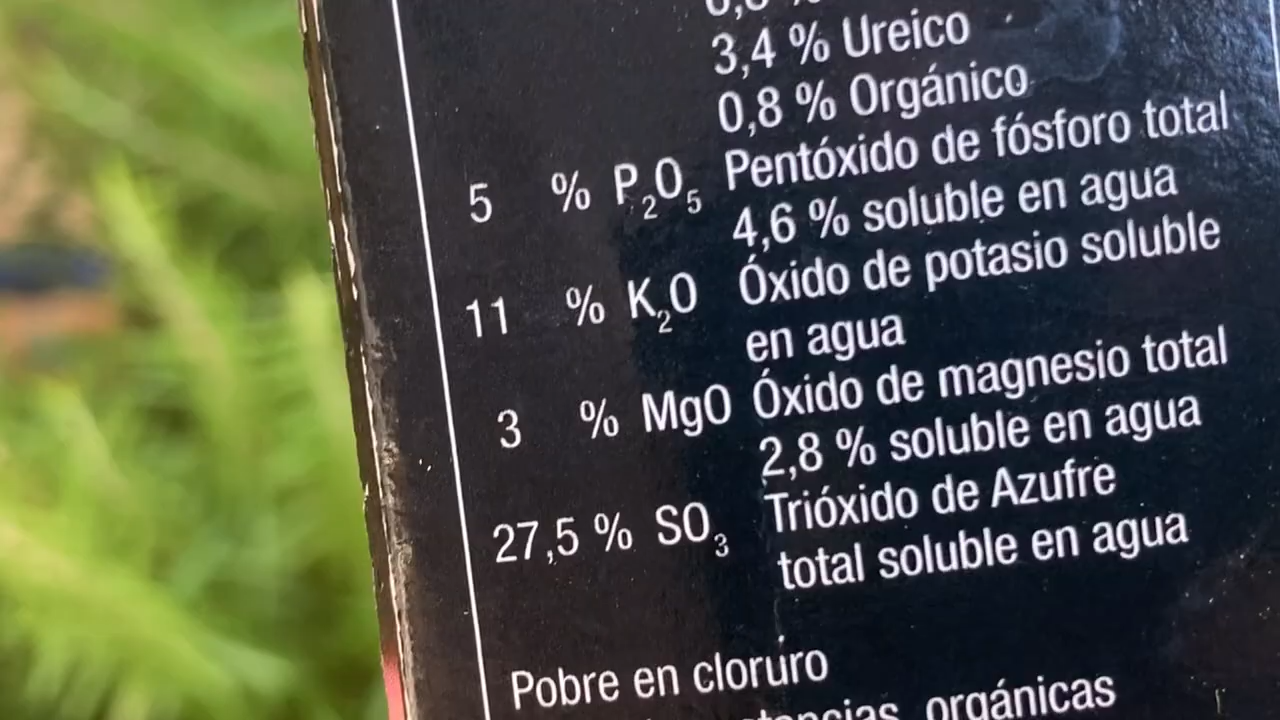 3,4 % Ureico
0,8 % Orgánico
5 % P₂O₅ Pentóxido de fósforo total
4,6 % soluble en agua
11 % K₂O Óxido de potasio soluble
en agua
3 % MgO Óxido de magnesio total
2,8 % soluble en agua
27,5 % SO₃ Trióxido de Azufre
total soluble en agua
Pobre en cloruro
orgánicas